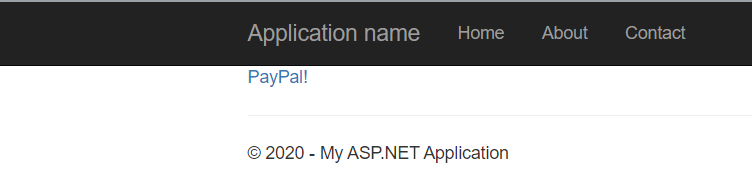 Application name Home About Contact
PayPal!
© 2020 - My ASP.NET Application